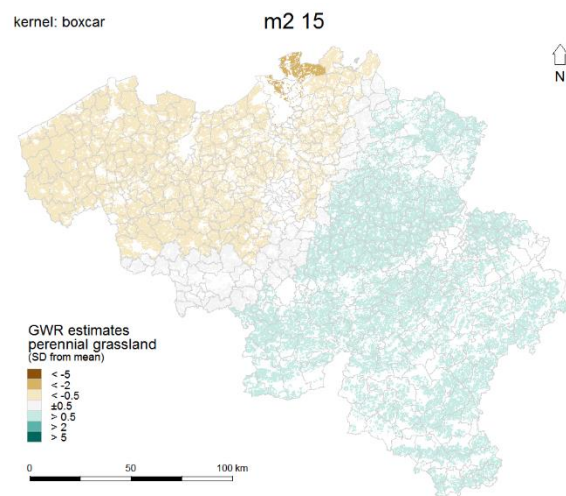 kernel: boxcar
m2 15
N
GWR estimates
perennial grassland
(SD from mean)
< -5
< -2
< -0.5
±0.5
> 0.5
> 2
> 5
0 50 100 km